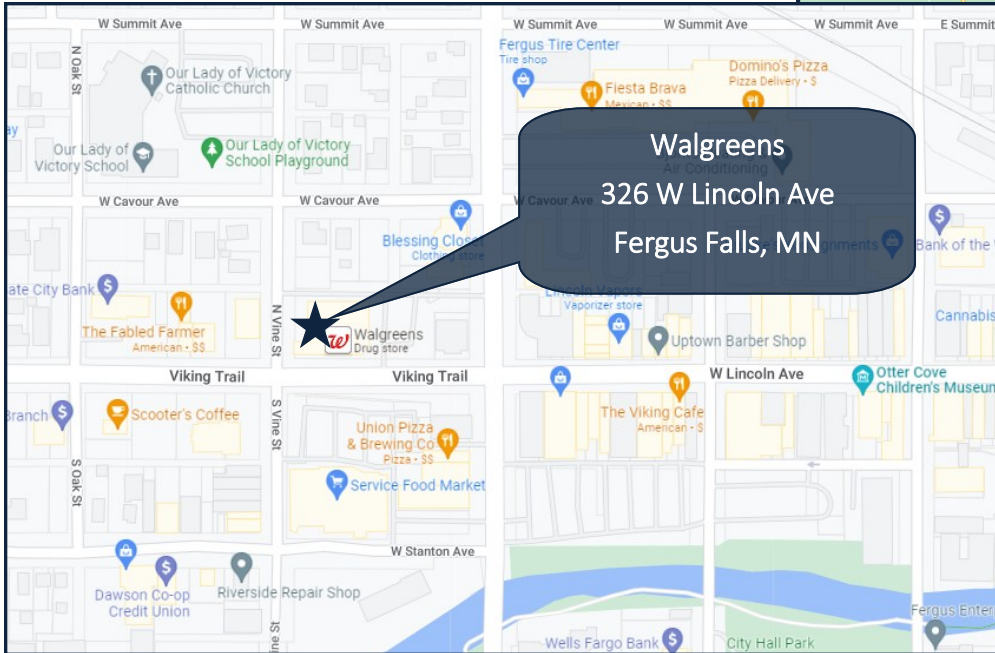 W Summit Ave
W Summit Ave
W Summit Ave
W Summit Ave
E Summit
N Oak St
Fergus Tire Center
Tire shop
Domino's Pizza
Pizza Delivery • $
Our Lady of Victory
Catholic Church
Fiesta Brava
Mexican • $$
ay
Our Lady of
Victory School
Our Lady of Victory
School Playground
Walgreens
326 W Lincoln Ave
Fergus Falls, MN
Air Conditioning
W Cavour Ave
W Cavour Ave
W Cavour Ave
Blessing Closet
Clothing store
Bank of the
ate City Bank
Lincoln Vapors
Vaporizer store
N Vine St
Cannabis
The Fabled Farmer
American • $$
W
Walgreens
Drug store
Uptown Barber Shop
Viking Trail
Viking Trail
W Lincoln Ave
Otter Cove
Children's Museum
Branch
Scooter's Coffee
S Vine St
The Viking Cafe
American • $
Union Pizza
& Brewing Co
Pizza • $$
S Oak St
Service Food Market
W Stanton Ave
Dawson Co-op
Credit Union
Riverside Repair Shop
ine St
Fergus Enter
Wells Fargo Bank
City Hall Park